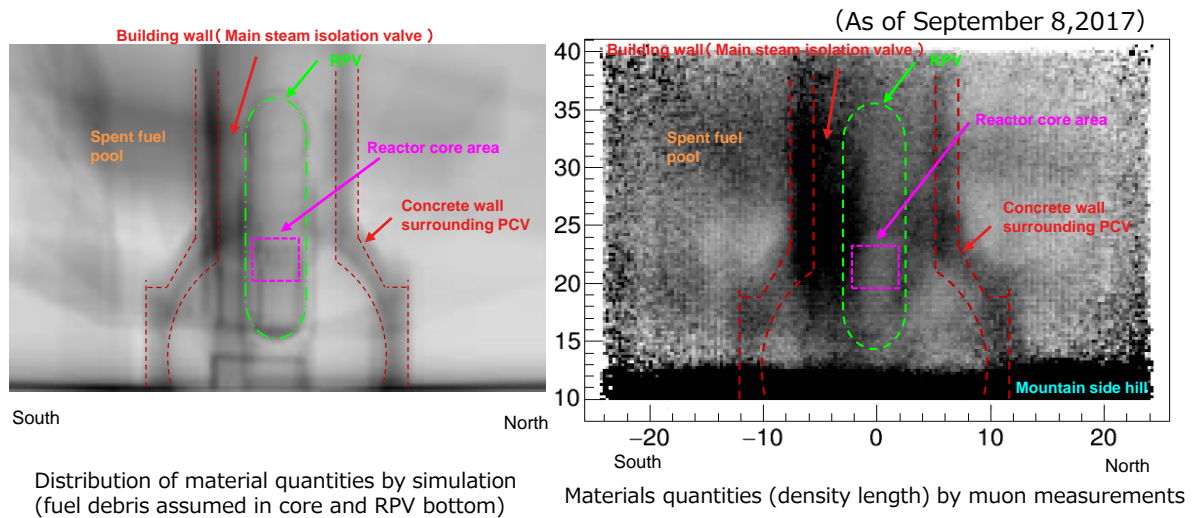 (As of September 8,2017)
Building wall( Main steam isolation valve )
RPV
Spent fuel
pool
Reactor core area
Concrete wall
surrounding PCV
South
North
Distribution of material quantities by simulation
(fuel debris assumed in core and RPV bottom)
Building wall( Main steam isolation valve )
RPV
Spent fuel
pool
Reactor core area
Concrete wall
surrounding PCV
Mountain side hill
40
35
30
25
20
15
10
−20
−10
0
10
20
South
North
Materials quantities (density length) by muon measurements